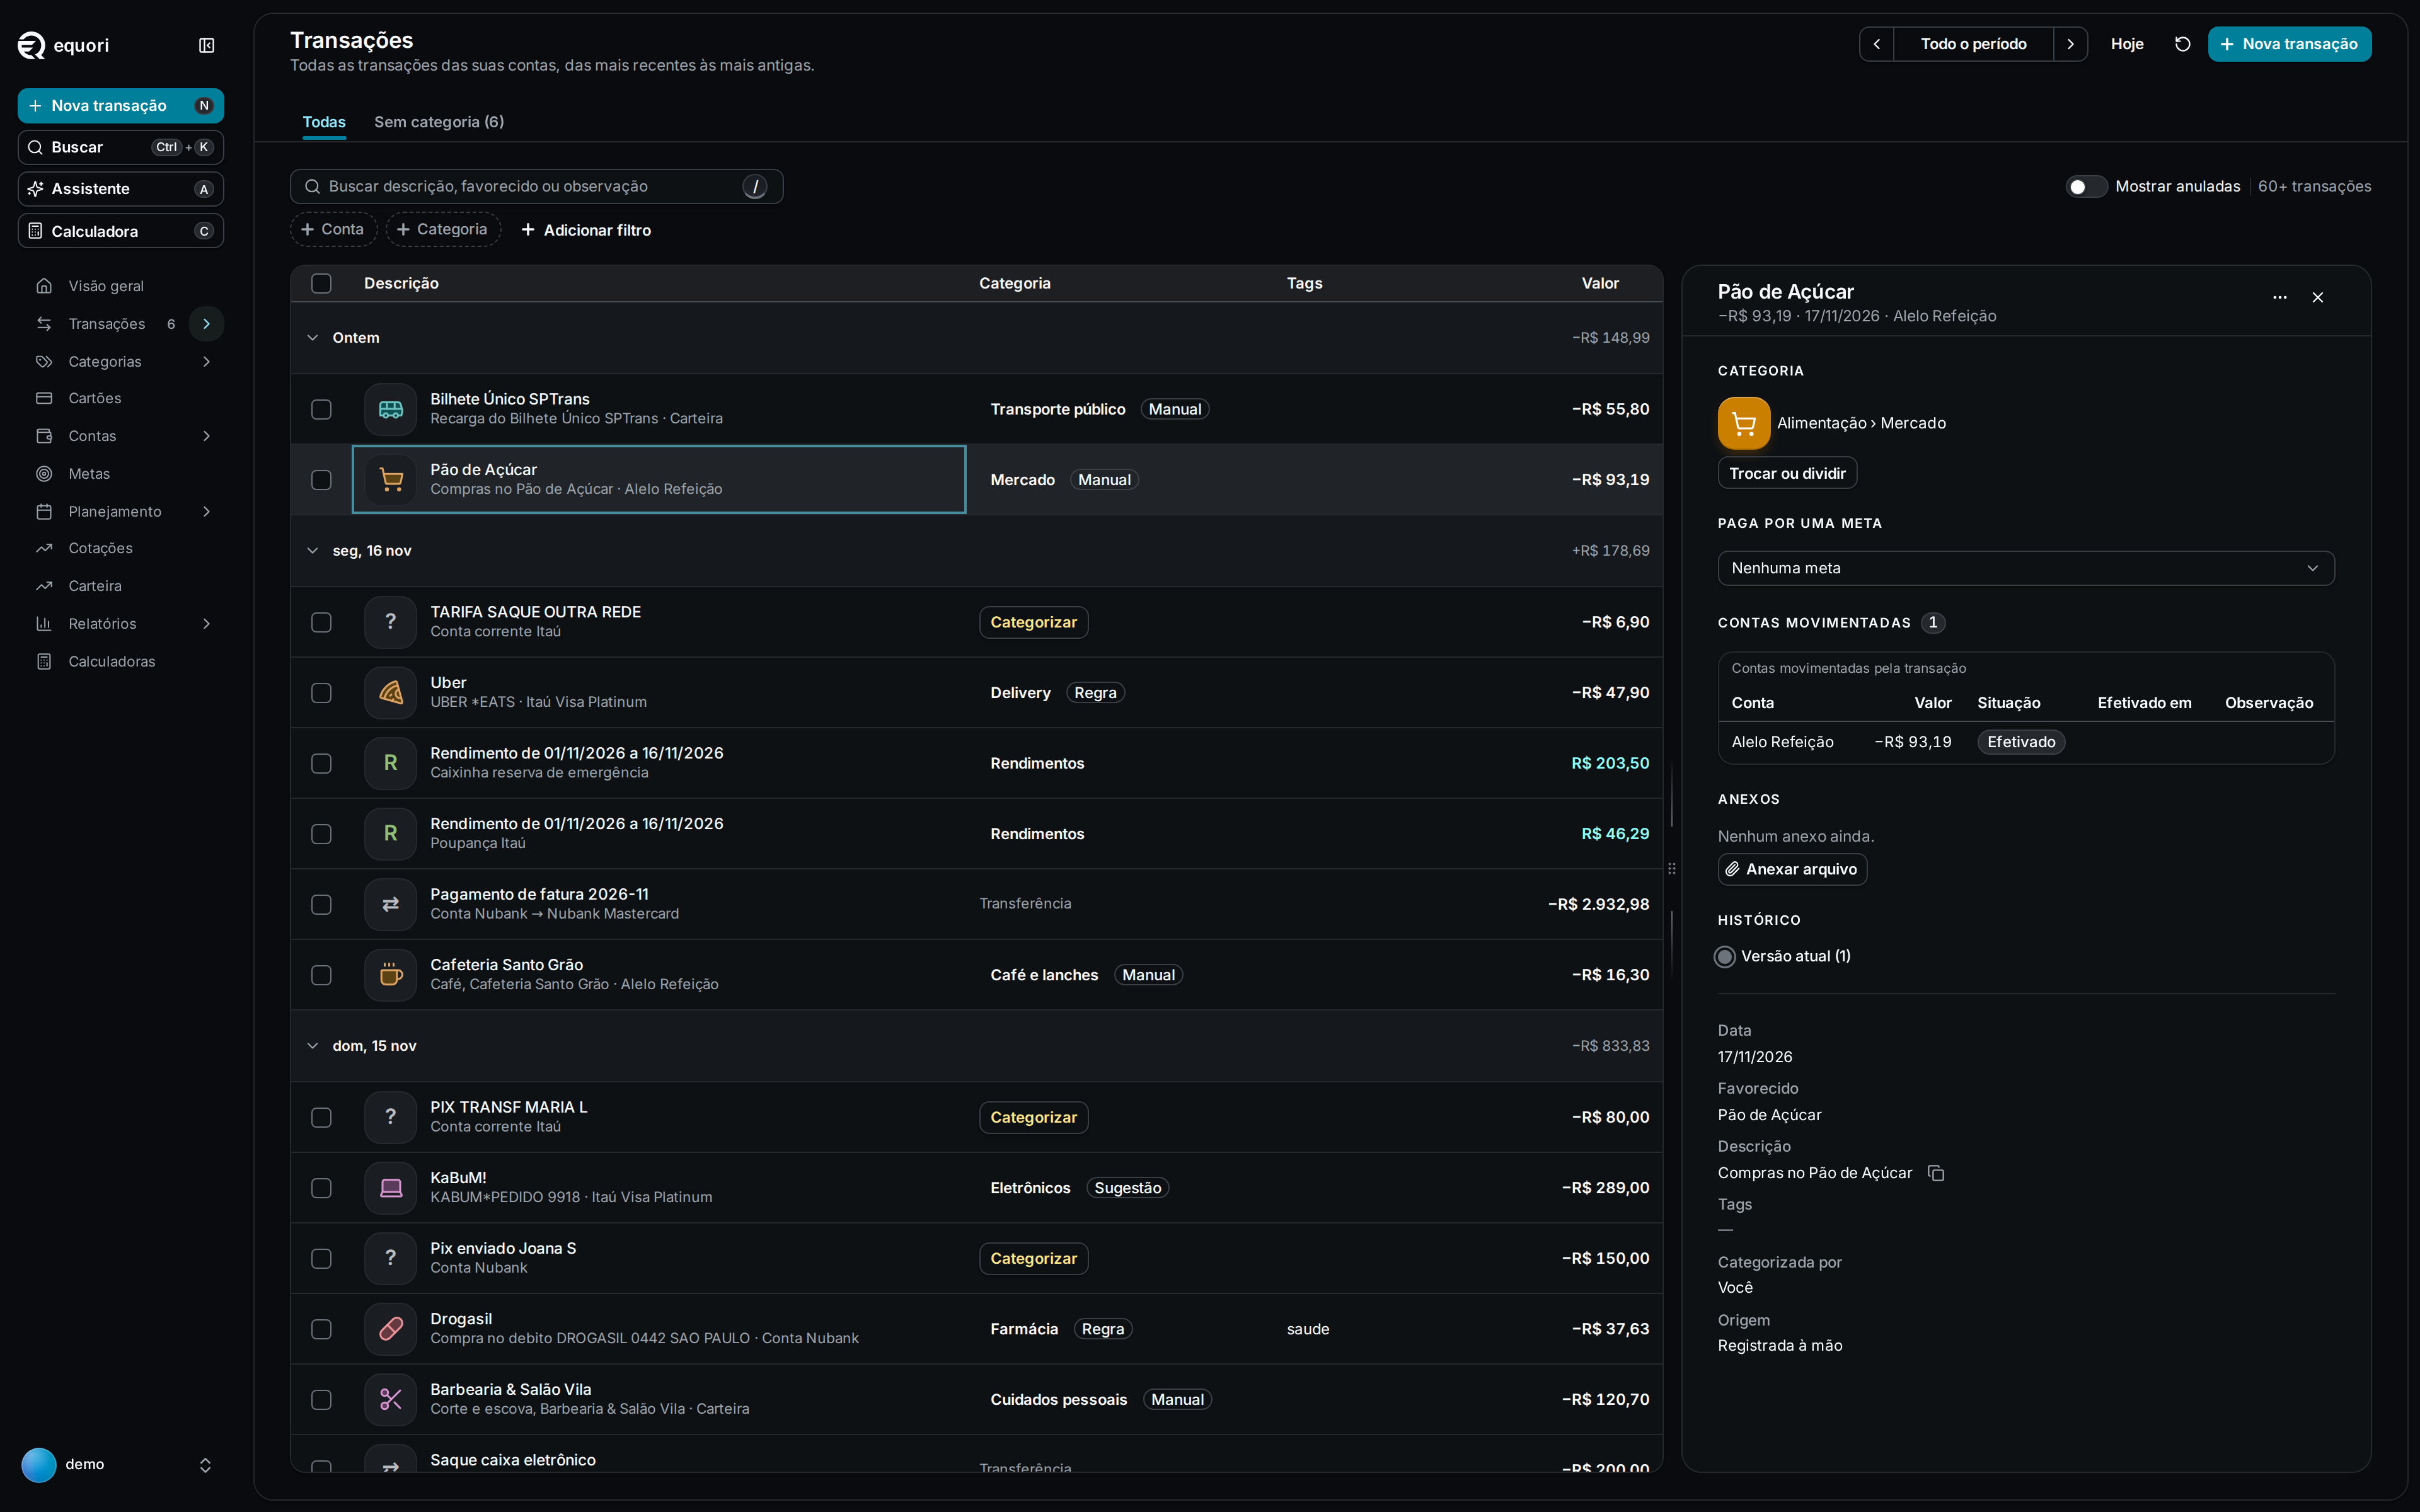 equori
Nova transação N
Buscar Ctrl + K
Assistente A
Calculadora C
Visão geral
Transações 6
Categorias
Cartões
Contas
Metas
Planejamento
Cotações
Carteira
Relatórios
Calculadoras
demo
Transações
Todas as transações das suas contas, das mais recentes às mais antigas.
Todo o período
Hoje
+ Nova transação
Todas
Sem categoria (6)
Buscar descrição, favorecido ou observação /
Mostrar anuladas
60+ transações
+ Conta
+ Categoria
+ Adicionar filtro
Descrição Categoria Tags Valor
Ontem −R$ 148,99
Bilhete Único SPTrans
Recarga do Bilhete Único SPTrans · Carteira
Transporte público Manual −R$ 55,80
Pão de Açúcar
Compras no Pão de Açúcar · Alelo Refeição
Mercado Manual −R$ 93,19
seg, 16 nov +R$ 178,69
? TARIFA SAQUE OUTRA REDE
Conta corrente Itaú
Categorizar −R$ 6,90
Uber
UBER *EATS · Itaú Visa Platinum
Delivery Regra −R$ 47,90
R Rendimento de 01/11/2026 a 16/11/2026
Caixinha reserva de emergência
Rendimentos R$ 203,50
R Rendimento de 01/11/2026 a 16/11/2026
Poupança Itaú
Rendimentos R$ 46,29
Pagamento de fatura 2026-11
Conta Nubank → Nubank Mastercard
Transferência −R$ 2.932,98
Cafeteria Santo Grão
Café, Cafeteria Santo Grão · Alelo Refeição
Café e lanches Manual −R$ 16,30
dom, 15 nov −R$ 833,83
? PIX TRANSF MARIA L
Conta corrente Itaú
Categorizar −R$ 80,00
KaBuM!
KABUM*PEDIDO 9918 · Itaú Visa Platinum
Eletrônicos Sugestão −R$ 289,00
? Pix enviado Joana S
Conta Nubank
Categorizar −R$ 150,00
Drogasil
Compra no debito DROGASIL 0442 SAO PAULO · Conta Nubank
Farmácia Regra saude −R$ 37,63
Barbearia & Salão Vila
Corte e escova, Barbearia & Salão Vila · Carteira
Cuidados pessoais Manual −R$ 120,70
Saque caixa eletrônico
Transferência −R$ 200,00
Pão de Açúcar
−R$ 93,19 · 17/11/2026 · Alelo Refeição
CATEGORIA
Alimentação › Mercado
Trocar ou dividir
PAGA POR UMA META
Nenhuma meta
CONTAS MOVIMENTADAS 1
Contas movimentadas pela transação
Conta Valor Situação Efetivado em Observação
Alelo Refeição −R$ 93,19 Efetivado
ANEXOS
Nenhum anexo ainda.
Anexar arquivo
HISTÓRICO
Versão atual (1)
Data
17/11/2026
Favorecido
Pão de Açúcar
Descrição
Compras no Pão de Açúcar
Tags
—
Categorizada por
Você
Origem
Registrada à mão